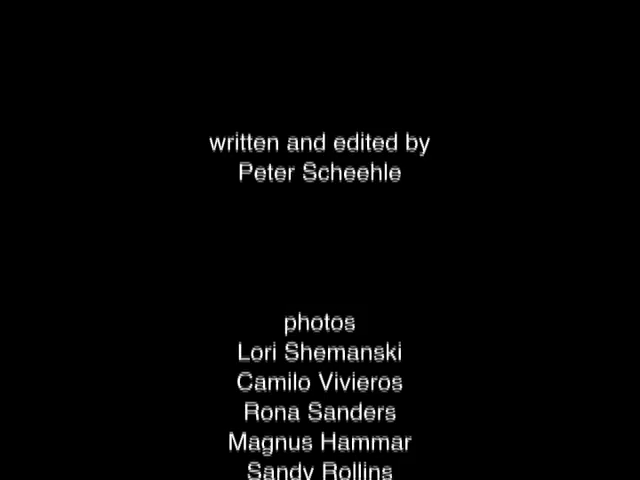 written and edited by
Peter Scheehle
photos
Lori Shemanski
Camilo Vivieros
Rona Sanders
Magnus Hammar
Sandy Rollins